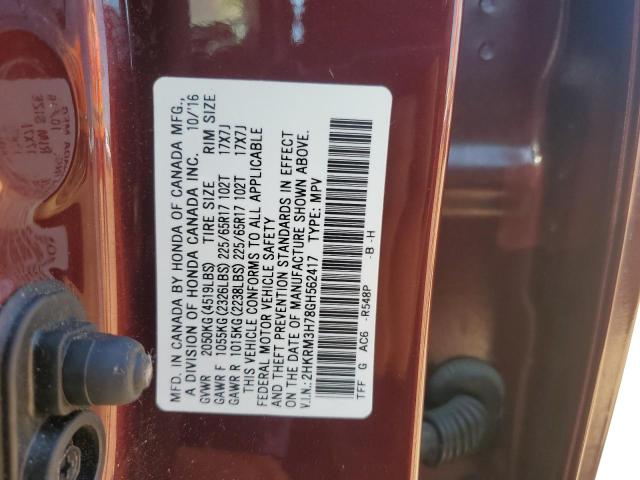 MFD. IN CANADA BY HONDA OF CANADA MFG.,
A DIVISION OF HONDA CANADA INC. 10/'16
GVWR 2050KG(4519LBS) TIRE SIZE RIM SIZE
GAWR F 1055KG(2326LBS) 225/65R17 102T 17X7J
GAWR R 1015KG(2238LBS) 225/65R17 102T 17X7J
THIS VEHICLE CONFORMS TO ALL APPLICABLE
FEDERAL MOTOR VEHICLE SAFETY
AND THEFT PREVENTION STANDARDS IN EFFECT
ON THE DATE OF MANUFACTURE SHOWN ABOVE.
V.I.N.:2HKRM3H78GH562417 TYPE: MPV
TFF G AC6 -R548P -B-H